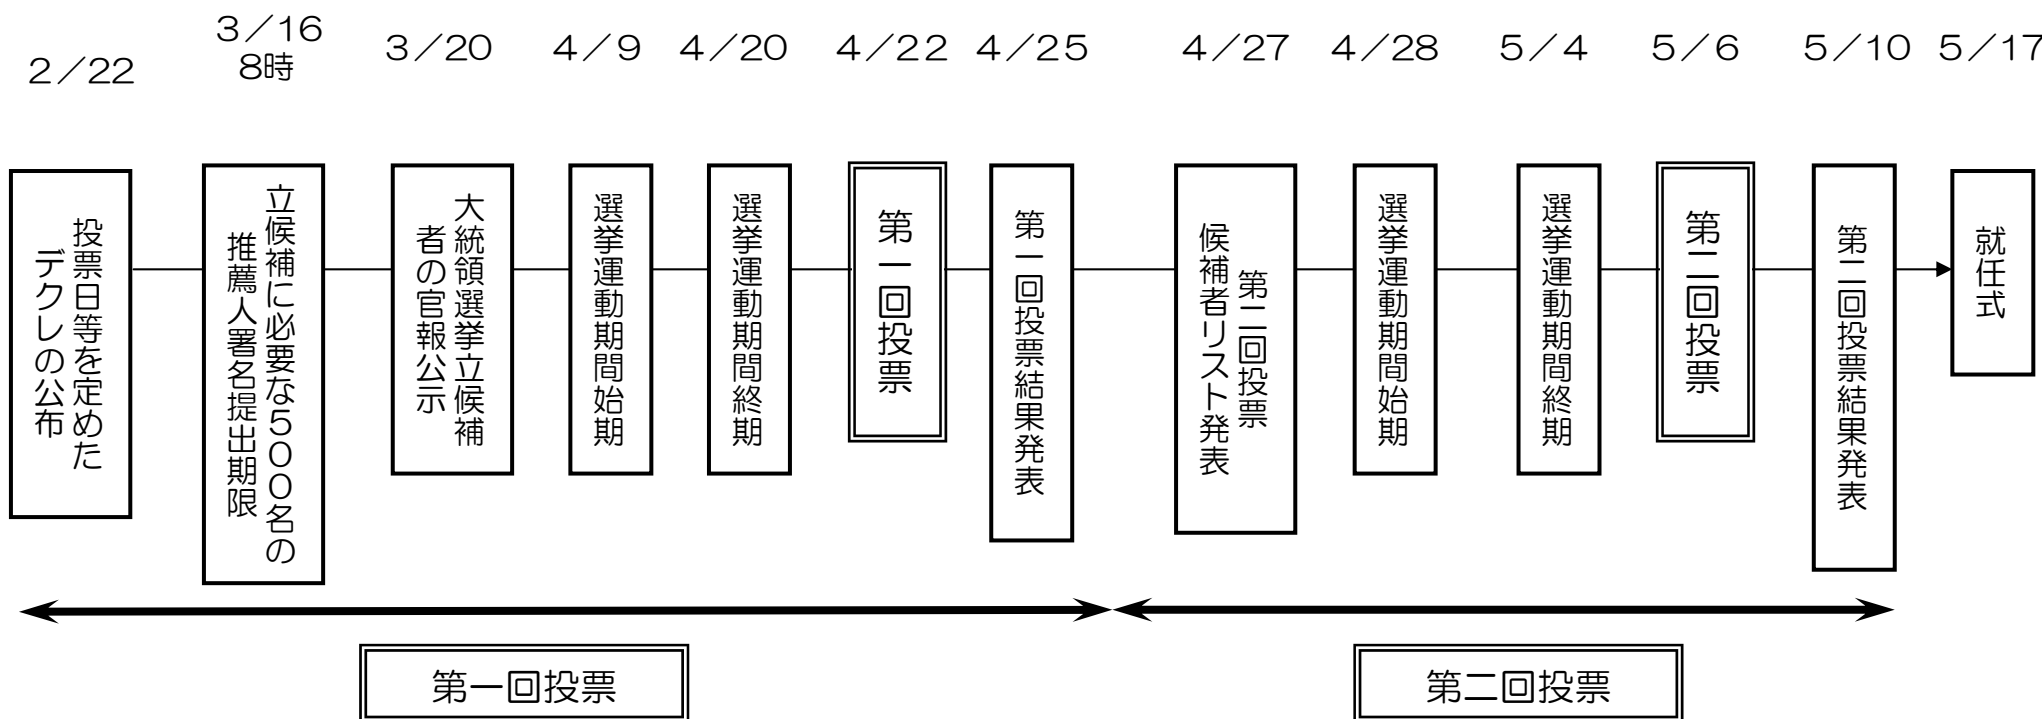 2／22
3／16
8時
3／20
4／9
4／20
4／22
4／25
4／27
4／28
5／4
5／6
5／10
5／17
投票日等を定めた
デクレの公布
立候補に必要な５００名の
推薦人署名提出期限
大統領選挙立候補
者の官報公示
選挙運動期間始期
選挙運動期間終期
第一回投票
第一回投票結果発表
第二回投票
候補者リスト発表
選挙運動期間始期
選挙運動期間終期
第二回投票
第二回投票結果発表
就任式
第一回投票
第二回投票